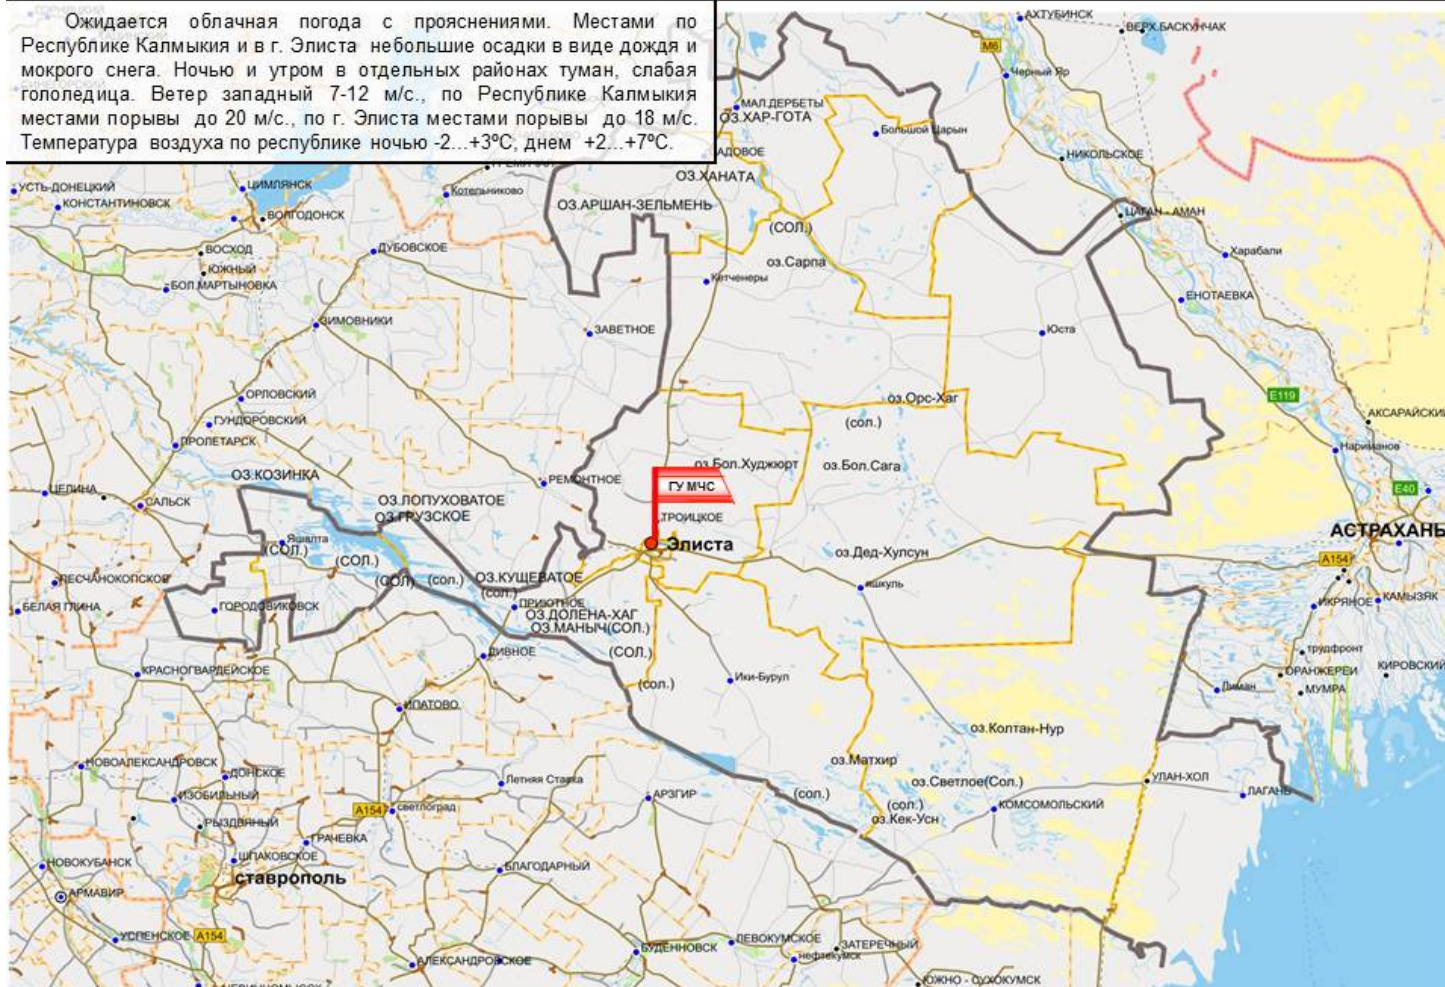 Ожидается облачная погода с прояснениями. Местами по
Республике Калмыкия и в г. Элиста небольшие осадки в виде дождя и
мокрого снега. Ночью и утром в отдельных районах туман, слабая
гололедица. Ветер западный 7-12 м/с., по Республике Калмыкия
местами порывы до 20 м/с., по г. Элиста местами порывы до 18 м/с.
Температура воздуха по республике ночью -2...+3ºС, днем +2...+7ºС.
АХТУБИНСК
ВЕРХ.БАСКУНЧАК
М6
Черный Яр
МАЛ.ДЕРБЕТЫ
ОЗ.ХАР-ГОТА
Большой Царын
НИКОЛЬСКОЕ
АДОВОЕ
ОЗ.ХАНАТА
УСТЬ-ДОНЕЦКИЙ
ЦИМЛЯНСК
Котельниково
КОНСТАНТИНОВСК
ВОЛГОДОНСК
ОЗ.АРШАН-ЗЕЛЬМЕНЬ
ЦАГАН - АМАН
(СОЛ.)
ВОСХОД
ДУБОВСКОЕ
Харабали
ЮЖНЫЙ
оз.Сарпа
БОЛ.МАРТЫНОВКА
Кетченеры
ЕНОТАЕВКА
ЗИМОВНИКИ
ЗАВЕТНОЕ
Юста
ОРЛОВСКИЙ
оз.Орс-Хаг
Е119
ГУНДОРОВСКИЙ
(сол.)
АКСАРАЙСКИЙ
ПРОЛЕТАРСК
Нариманов
оз.Бол.Худжюрт
оз.Бол.Сага
ОЗ.КОЗИНКА
РЕМОНТНОЕ
ГУ МЧС
ЦЕЛИНА
Е40
САЛЬСК
ОЗ.ЛОПУХОВАТОЕ
ОЗ.ГРУЗСКОЕ
ТРОИЦКОЕ
АСТРАХАНЬ
Яшалта
Элиста
(СОЛ.)
(СОЛ.)
оз.Дед-Хулсун
А154
ПЕСЧАНОКОПСКОЕ
(СОЛ)
(сол.)
ОЗ.КУЩЕВАТОЕ
(сол.)
яшкуль
БЕЛАЯ ГЛИНА
ГОРОДОВИКОВСК
ПРИЮТНОЕ
ИКРЯНОЕ
КАМЫЗЯК
ОЗ.ДОЛЕНА-ХАГ
ОЗ.МАНЫЧ(СОЛ.)
ДИВНОЕ
(СОЛ.)
трудфронт
КРАСНОГВАРДЕЙСКОЕ
Ики-Бурул
ОРАНЖЕРЕИ
КИРОВСКИЙ
(сол.)
Лиман
МУМРА
ИПАТОВО
оз.Колтан-Нур
НОВОАЛЕКСАНДРОВСК
оз.Матхир
ДОНСКОЕ
Летняя Ставка
оз.Светлое(Сол.)
УЛАН-ХОЛ
ИЗОБИЛЬНЫЙ
А154
светлоград
АРЗГИР
(сол.)
(сол.)
КОМСОМОЛЬСКИЙ
ЛАГАНЬ
оз.Кек-Усн
РЫЗДВЯНЫЙ
ГРАЧЕВКА
НОВОКУБАНСК
ШПАКОВСКОЕ
БЛАГОДАРНЫЙ
ставрополь
АРМАВИР
УСПЕНСКОЕ
А154
БУДЕННОВСК
ЛЕВОКУМСКОЕ
ЗАТЕРЕЧНЫЙ
нефтекумск
АЛЕКСАНДРОВСКОЕ
ЮЖНО - СУХОКУМСК